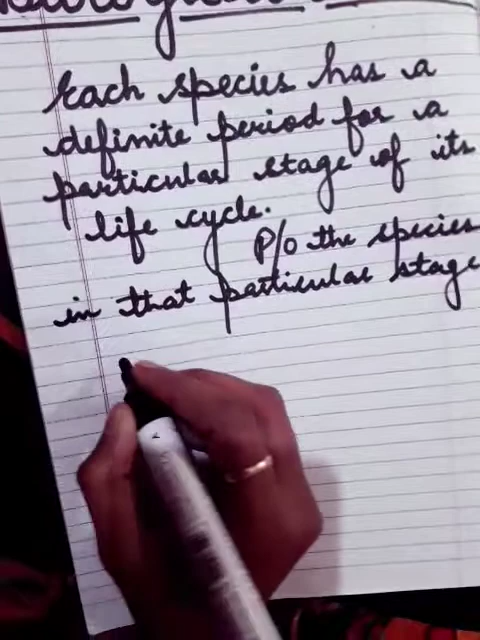 Each species has a
definite period for a
particular stage of its
life cycle.
P/o the species
in that particular stage